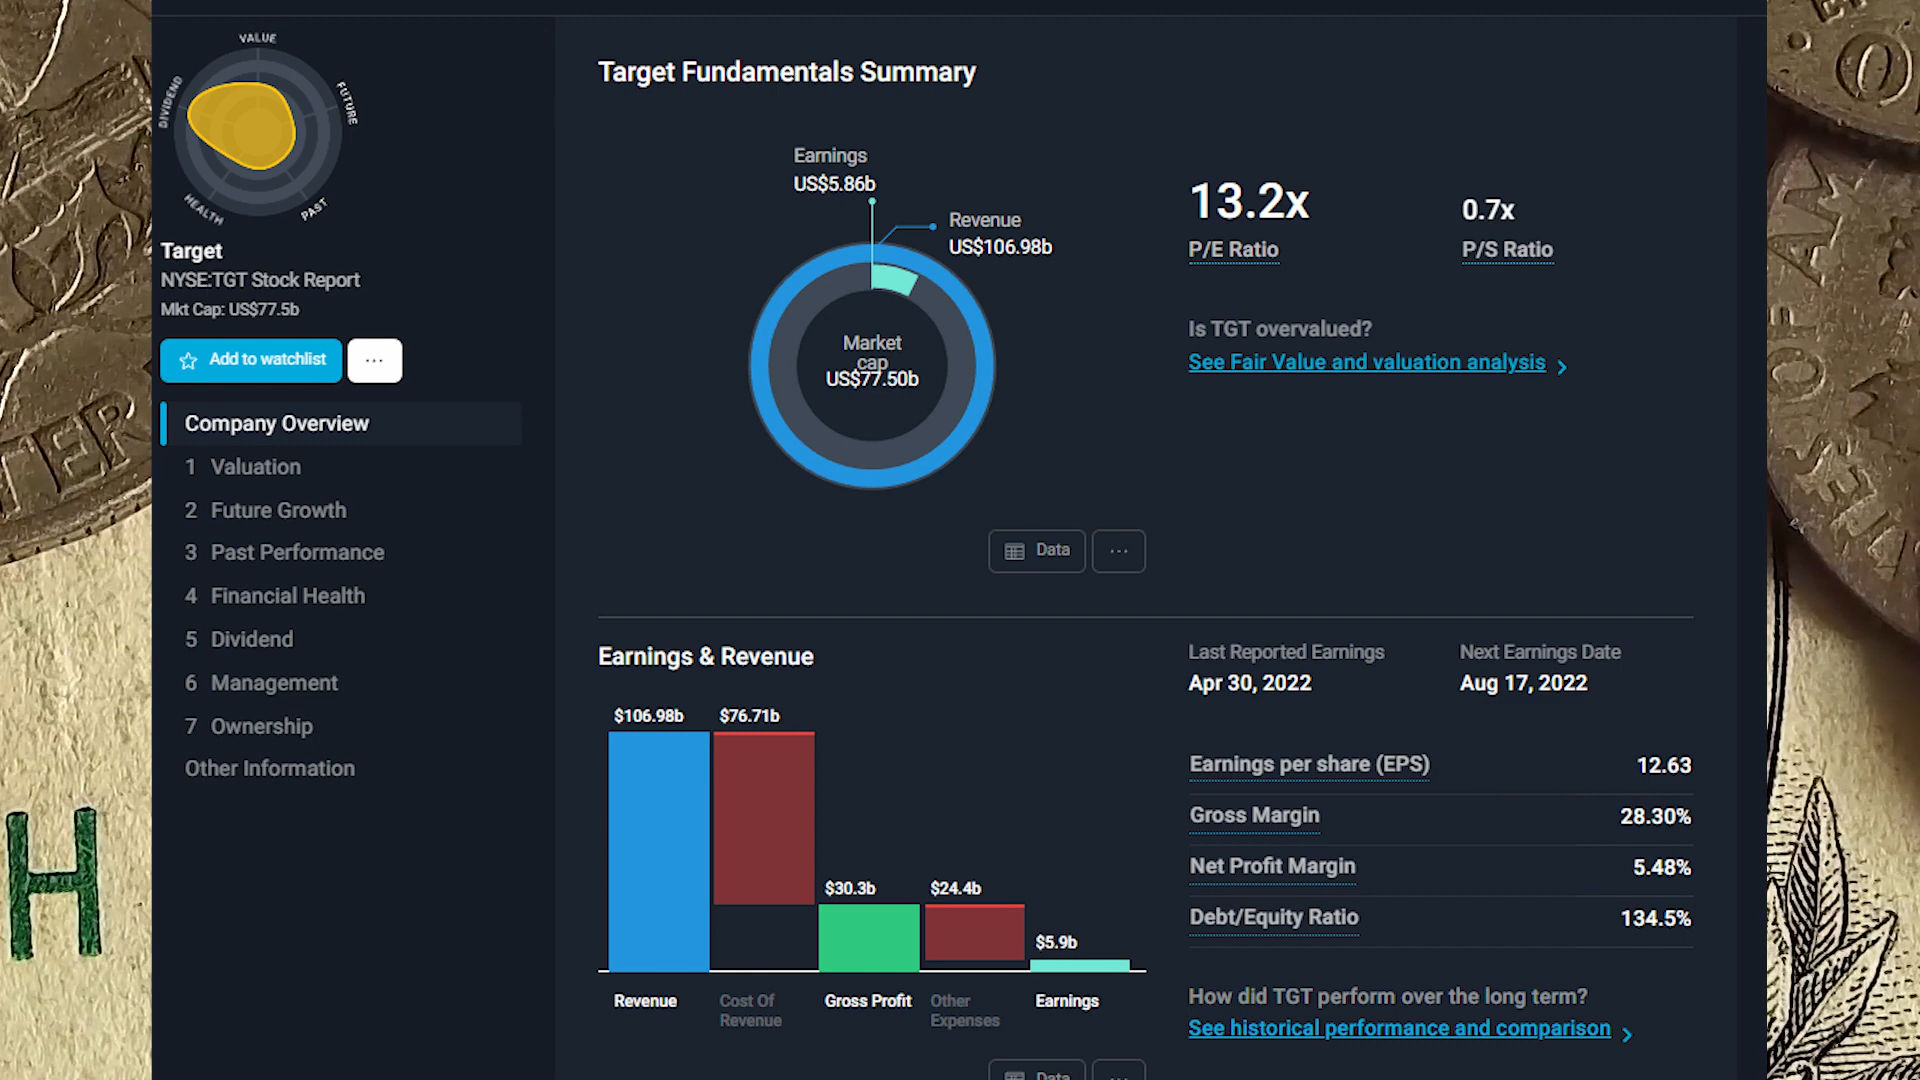 VALUE
FUTURE
DIVIDEND
HEALTH
PAST
Target
NYSE:TGT Stock Report
Mkt Cap: US$77.5b
Add to watchlist
...
Company Overview
1 Valuation
2 Future Growth
3 Past Performance
4 Financial Health
5 Dividend
6 Management
7 Ownership
Other Information
Target Fundamentals Summary
Earnings
US$5.86b
Revenue
US$106.98b
Market
cap
US$77.50b
13.2x
P/E Ratio
0.7x
P/S Ratio
Is TGT overvalued?
See Fair Value and valuation analysis
Data
...
Earnings & Revenue
$106.98b
$76.71b
$30.3b
$24.4b
$5.9b
Revenue
Cost Of
Revenue
Gross Profit
Other
Expenses
Earnings
Last Reported Earnings
Apr 30, 2022
Next Earnings Date
Aug 17, 2022
Earnings per share (EPS) 12.63
Gross Margin 28.30%
Net Profit Margin 5.48%
Debt/Equity Ratio 134.5%
How did TGT perform over the long term?
See historical performance and comparison
Data
...
TER
H